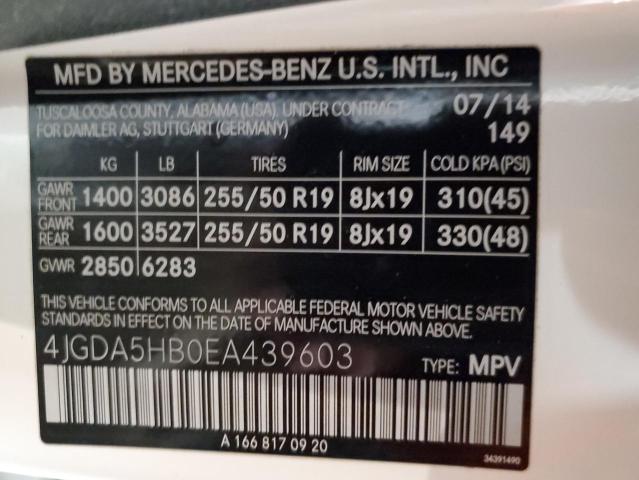 MFD BY MERCEDES-BENZ U.S. INTL., INC
TUSCALOOSA COUNTY, ALABAMA (USA), UNDER CONTRACT 07/14
FOR DAIMLER AG, STUTTGART (GERMANY) 149
KG LB TIRES RIM SIZE COLD KPA (PSI)
GAWR FRONT 1400 3086 255/50 R19 8Jx19 310(45)
GAWR REAR 1600 3527 255/50 R19 8Jx19 330(48)
GVWR 2850 6283
THIS VEHICLE CONFORMS TO ALL APPLICABLE FEDERAL MOTOR VEHICLE SAFETY
STANDARDS IN EFFECT ON THE DATE OF MANUFACTURE SHOWN ABOVE.
4JGDA5HB0EA439603 TYPE: MPV
A 166 817 09 20
34391490